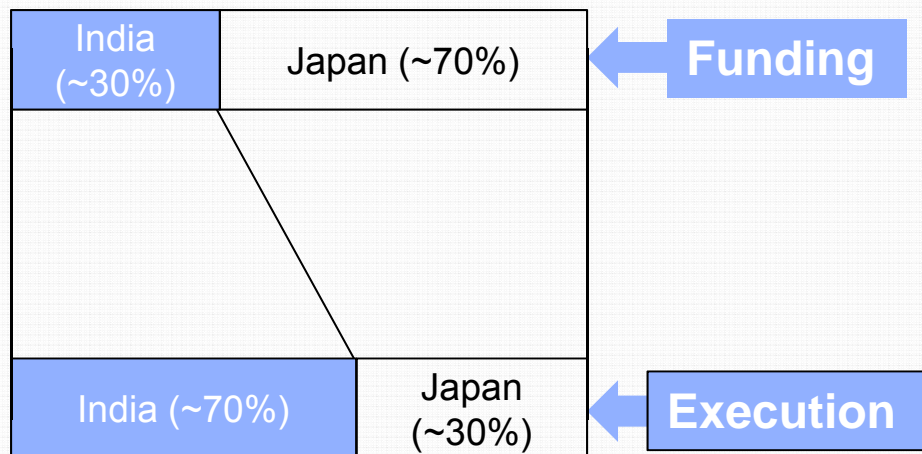 India
(~30%)
Japan (~70%)
Funding
India (~70%)
Japan
(~30%)
Execution